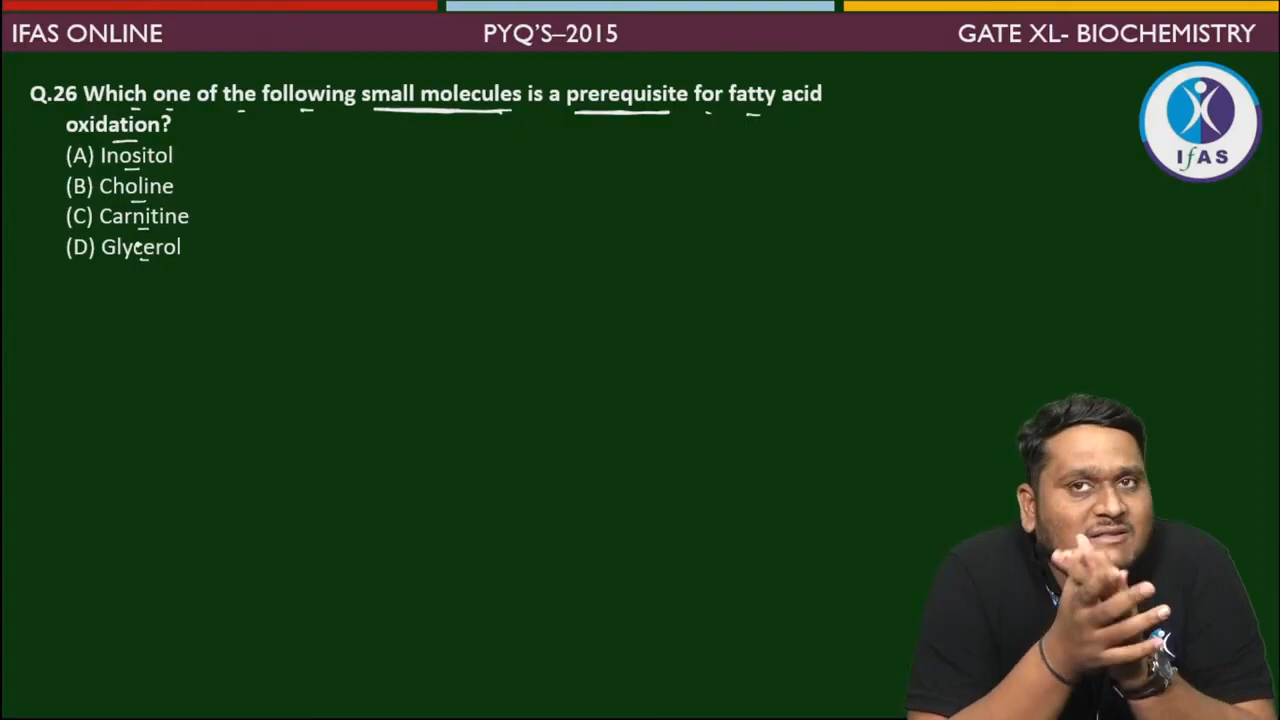 IFAS ONLINE
PYQ'S–2015
GATE XL- BIOCHEMISTRY
Q.26 Which one of the following small molecules is a prerequisite for fatty acid
oxidation?
(A) Inositol
(B) Choline
(C) Carnitine
(D) Glycerol
IfAS